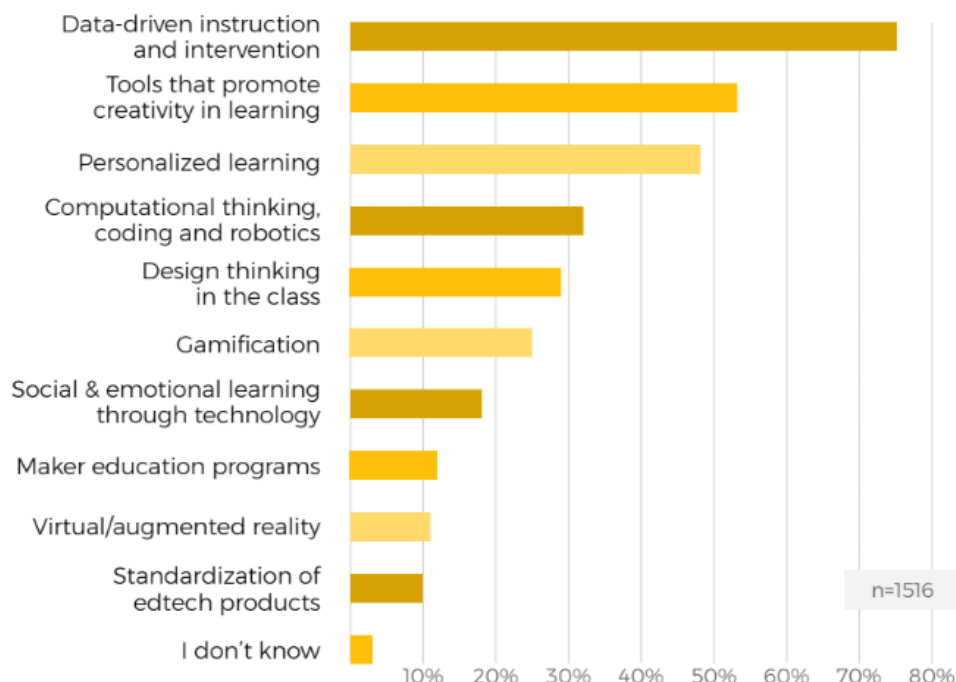 Data-driven instruction
and intervention
Tools that promote
creativity in learning
Personalized learning
Computational thinking,
coding and robotics
Design thinking
in the class
Gamification
Social & emotional learning
through technology
Maker education programs
Virtual/augmented reality
Standardization of
edtech products
n=1516
I don't know
10% 20% 30% 40% 50% 60% 70% 80%